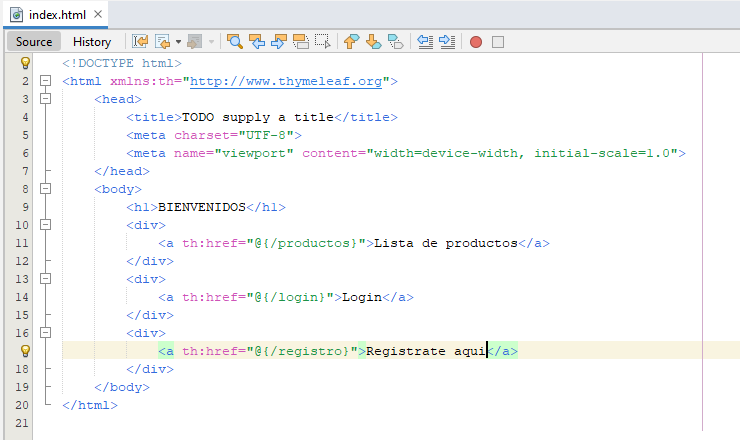 index.html
Source History
<!DOCTYPE html>
2 <html xmlns:th="http://www.thymeleaf.org">
3 <head>
4 <title>TODO supply a title</title>
5 <meta charset="UTF-8">
6 <meta name="viewport" content="width=device-width, initial-scale=1.0">
7 </head>
8 <body>
9 <h1>BIENVENIDOS</h1>
10 <div>
11 <a th:href="@{/productos}">Lista de productos</a>
12 </div>
13 <div>
14 <a th:href="@{/login}">Login</a>
15 </div>
16 <div>
<a th:href="@{/registro}">Registrate aqui</a>
18 </div>
19 </body>
20 </html>
21